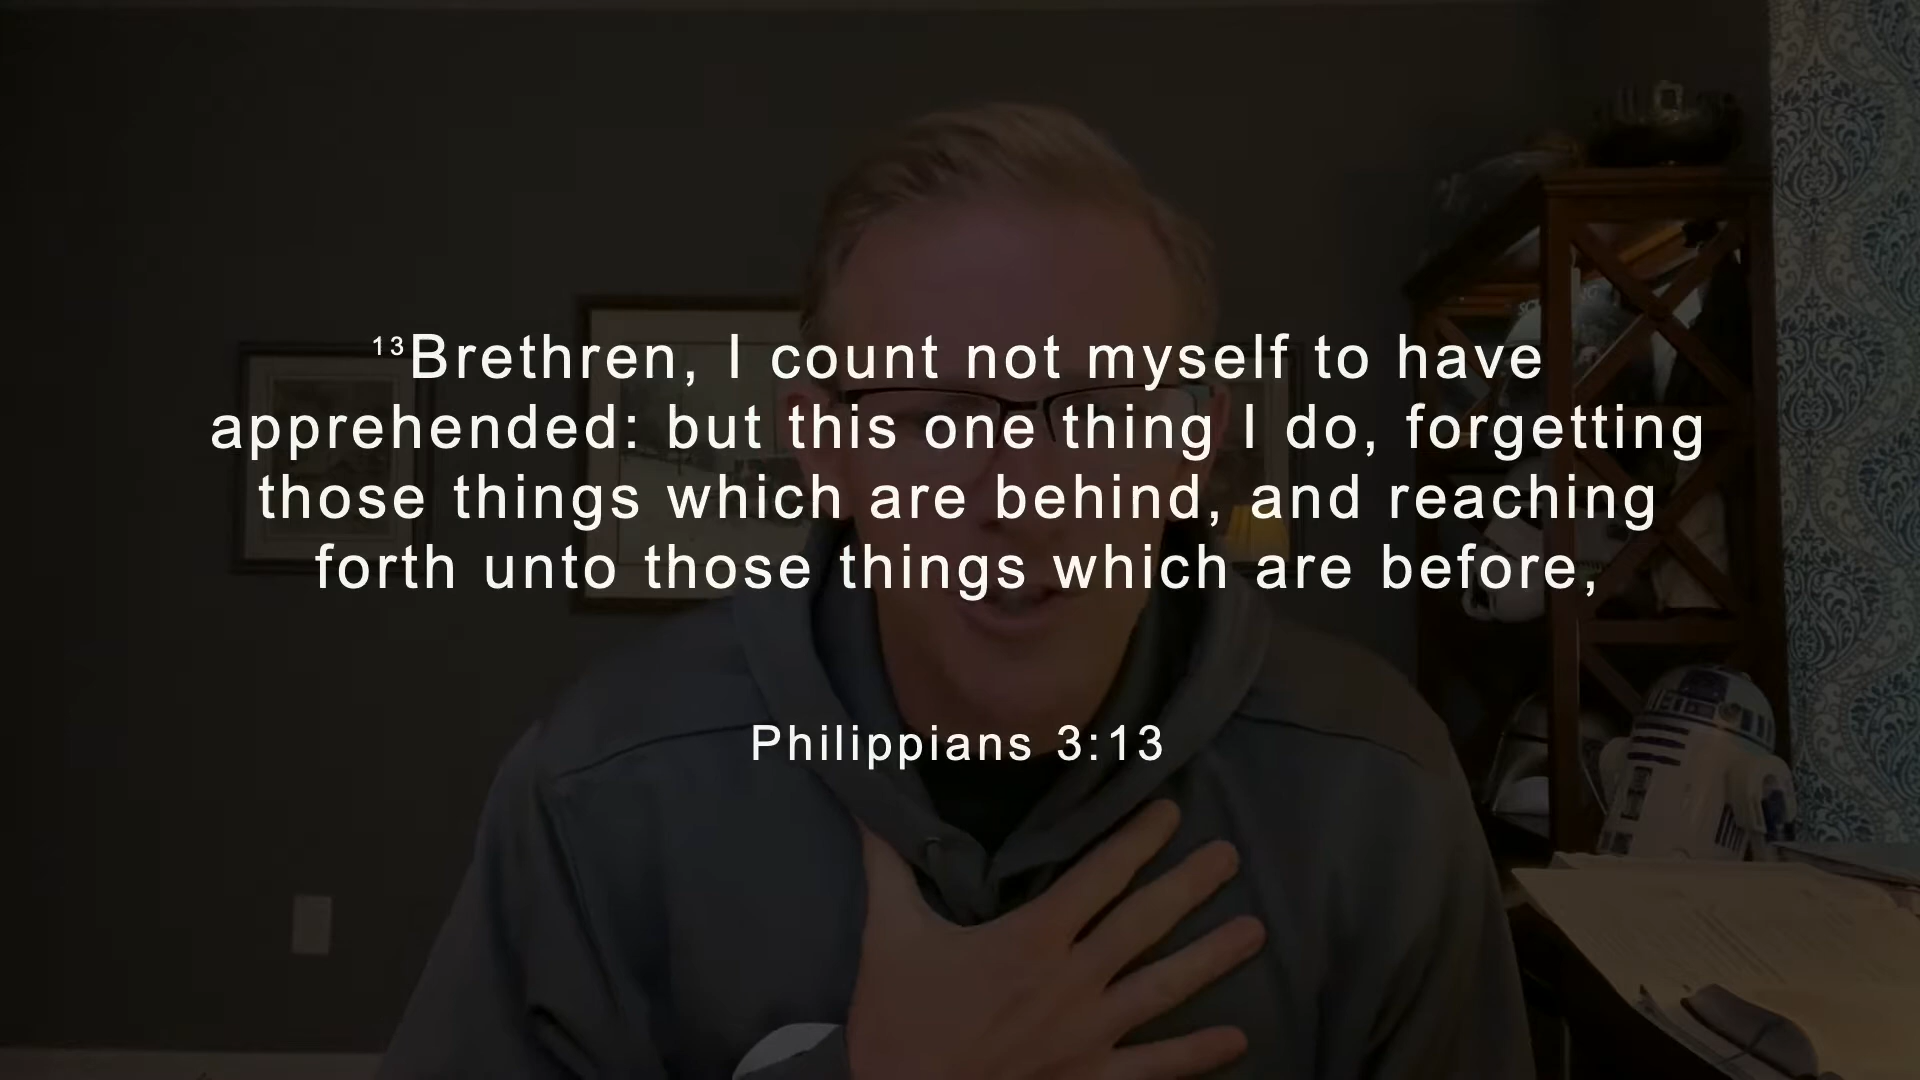 13Brethren, I count not myself to have
apprehended: but this one thing I do, forgetting
those things which are behind, and reaching
forth unto those things which are before,
Philippians 3:13